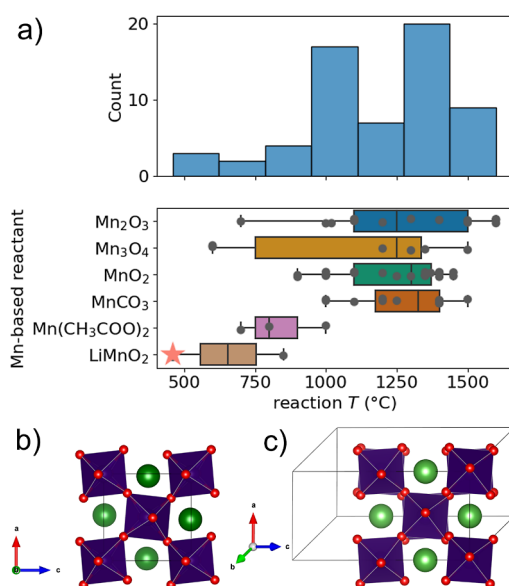 a)
20
10
0
Count
Mn-based reactant
Mn₂O₃
Mn₃O₄
MnO₂
MnCO₃
Mn(CH₃COO)₂
LiMnO₂
500 750 1000 1250 1500
reaction T (°C)
b) c)
a
b
c
a
b
c